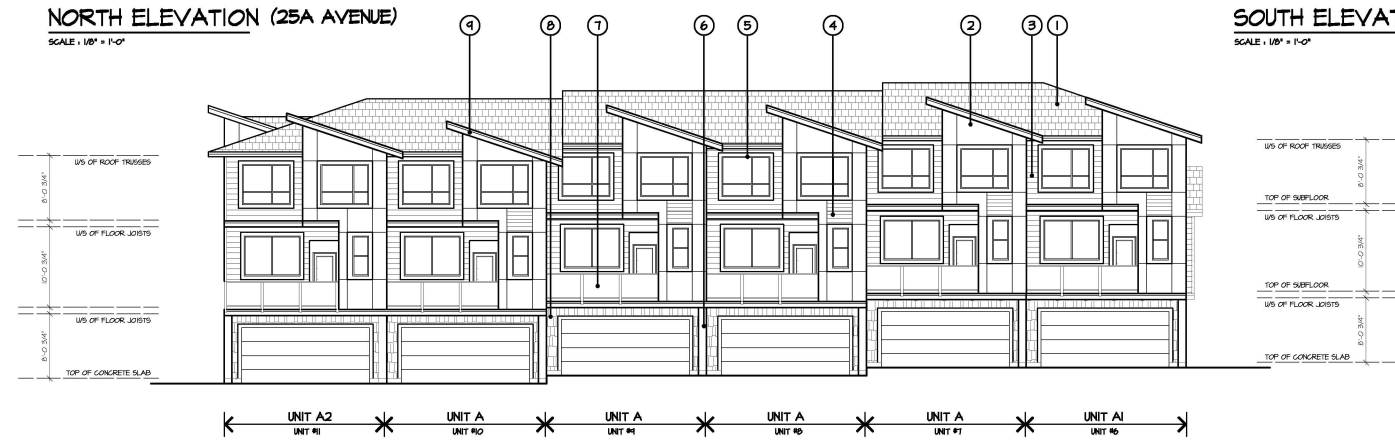 NORTH ELEVATION (25A AVENUE)
SCALE : 1/8" = 1'-0"
SOUTH ELEVAT
SCALE : 1/8" = 1'-0"
9
8
7
6
5
4
2
3
1
U/S OF ROOF TRUSSES
8'-0 3/4"
U/S OF FLOOR JOISTS
10'-0 3/4"
U/S OF FLOOR JOISTS
8'-0 3/4"
TOP OF CONCRETE SLAB
U/S OF ROOF TRUSSES
8'-0 3/4"
TOP OF SUBFLOOR
U/S OF FLOOR JOISTS
10'-0 3/4"
TOP OF SUBFLOOR
U/S OF FLOOR JOISTS
8'-0 3/4"
TOP OF CONCRETE SLAB
UNIT A2
UNIT #11
UNIT A
UNIT #10
UNIT A
UNIT #9
UNIT A
UNIT #8
UNIT A
UNIT #7
UNIT A1
UNIT #6